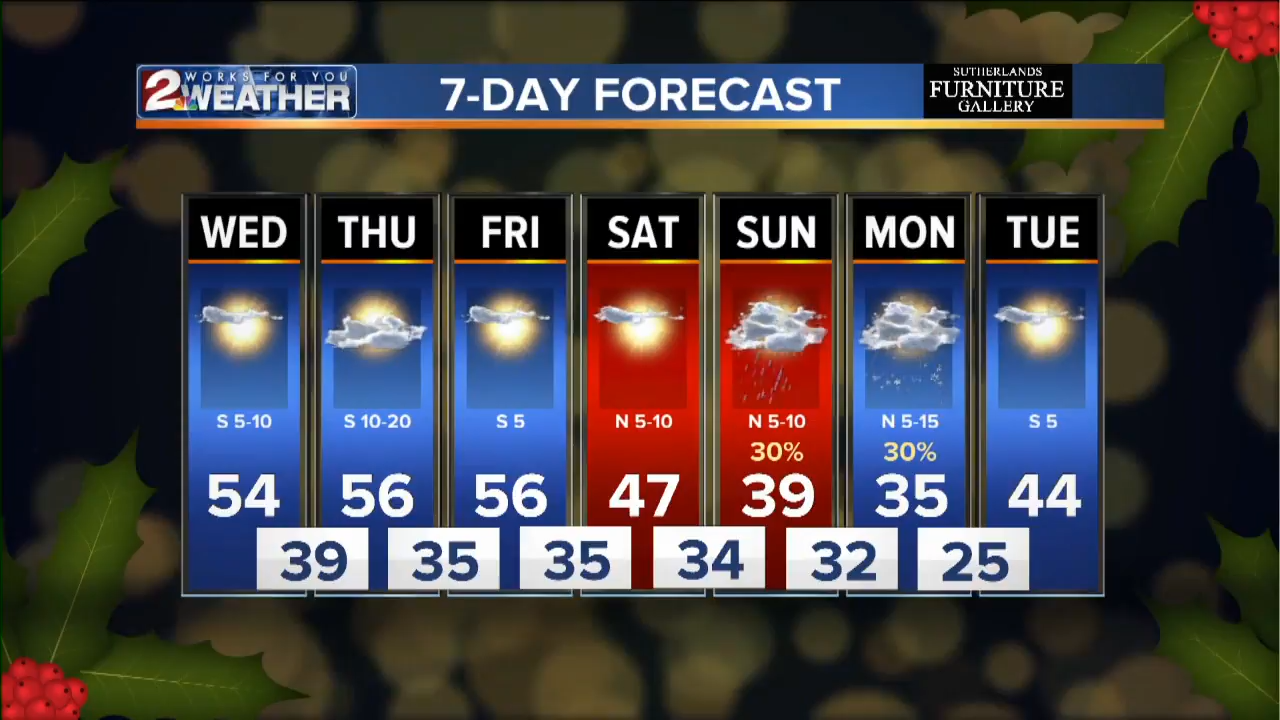 2 WORKS FOR YOU
WEATHER
7-DAY FORECAST
SUTHERLANDS
FURNITURE
GALLERY
WED THU FRI SAT SUN MON TUE
S 5-10 S 10-20 S 5 N 5-10 N 5-10 N 5-15 S 5
30% 30%
54 56 56 47 39 35 44
39 35 35 34 32 25